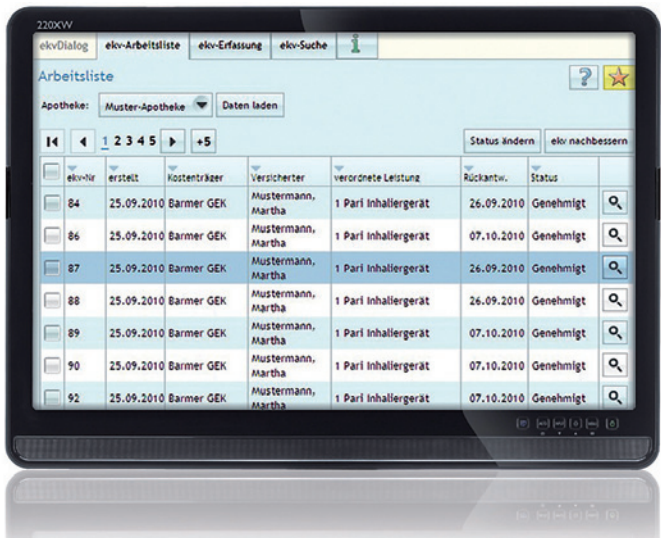 220XW
ekvDialog ekv-Arbeitsliste ekv-Erfassung ekv-Suche i
Arbeitsliste ?
Apotheke: Muster-Apotheke Daten laden
1 2 3 4 5 +5 Status ändern ekv nachbessern
ekv-Nr erstellt Kostenträger Versicherter verordnete Leistung Rückantw. Status
84 25.09.2010 Barmer GEK Mustermann, Martha 1 Pari Inhaliergerät 26.09.2010 Genehmigt
86 25.09.2010 Barmer GEK Mustermann, Martha 1 Pari Inhaliergerät 07.10.2010 Genehmigt
87 25.09.2010 Barmer GEK Mustermann, Martha 1 Pari Inhaliergerät 26.09.2010 Genehmigt
88 25.09.2010 Barmer GEK Mustermann, Martha 1 Pari Inhaliergerät 26.09.2010 Genehmigt
89 25.09.2010 Barmer GEK Mustermann, Martha 1 Pari Inhaliergerät 07.10.2010 Genehmigt
90 25.09.2010 Barmer GEK Mustermann, Martha 1 Pari Inhaliergerät 07.10.2010 Genehmigt
92 25.09.2010 Barmer GEK Mustermann, Martha 1 Pari Inhaliergerät 07.10.2010 Genehmigt